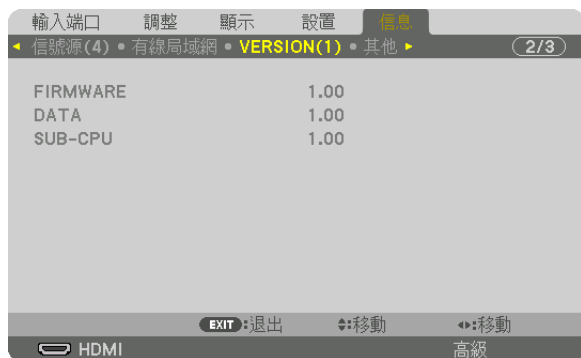 輸入端口 調整 顯示 設置 信息
◂ 信號源(4) • 有線局域網 • VERSION(1) • 其他 ▸ 2/3
FIRMWARE 1.00
DATA 1.00
SUB-CPU 1.00
EXIT:退出 ♦:移動 ◂▸:移動
HDMI 高級